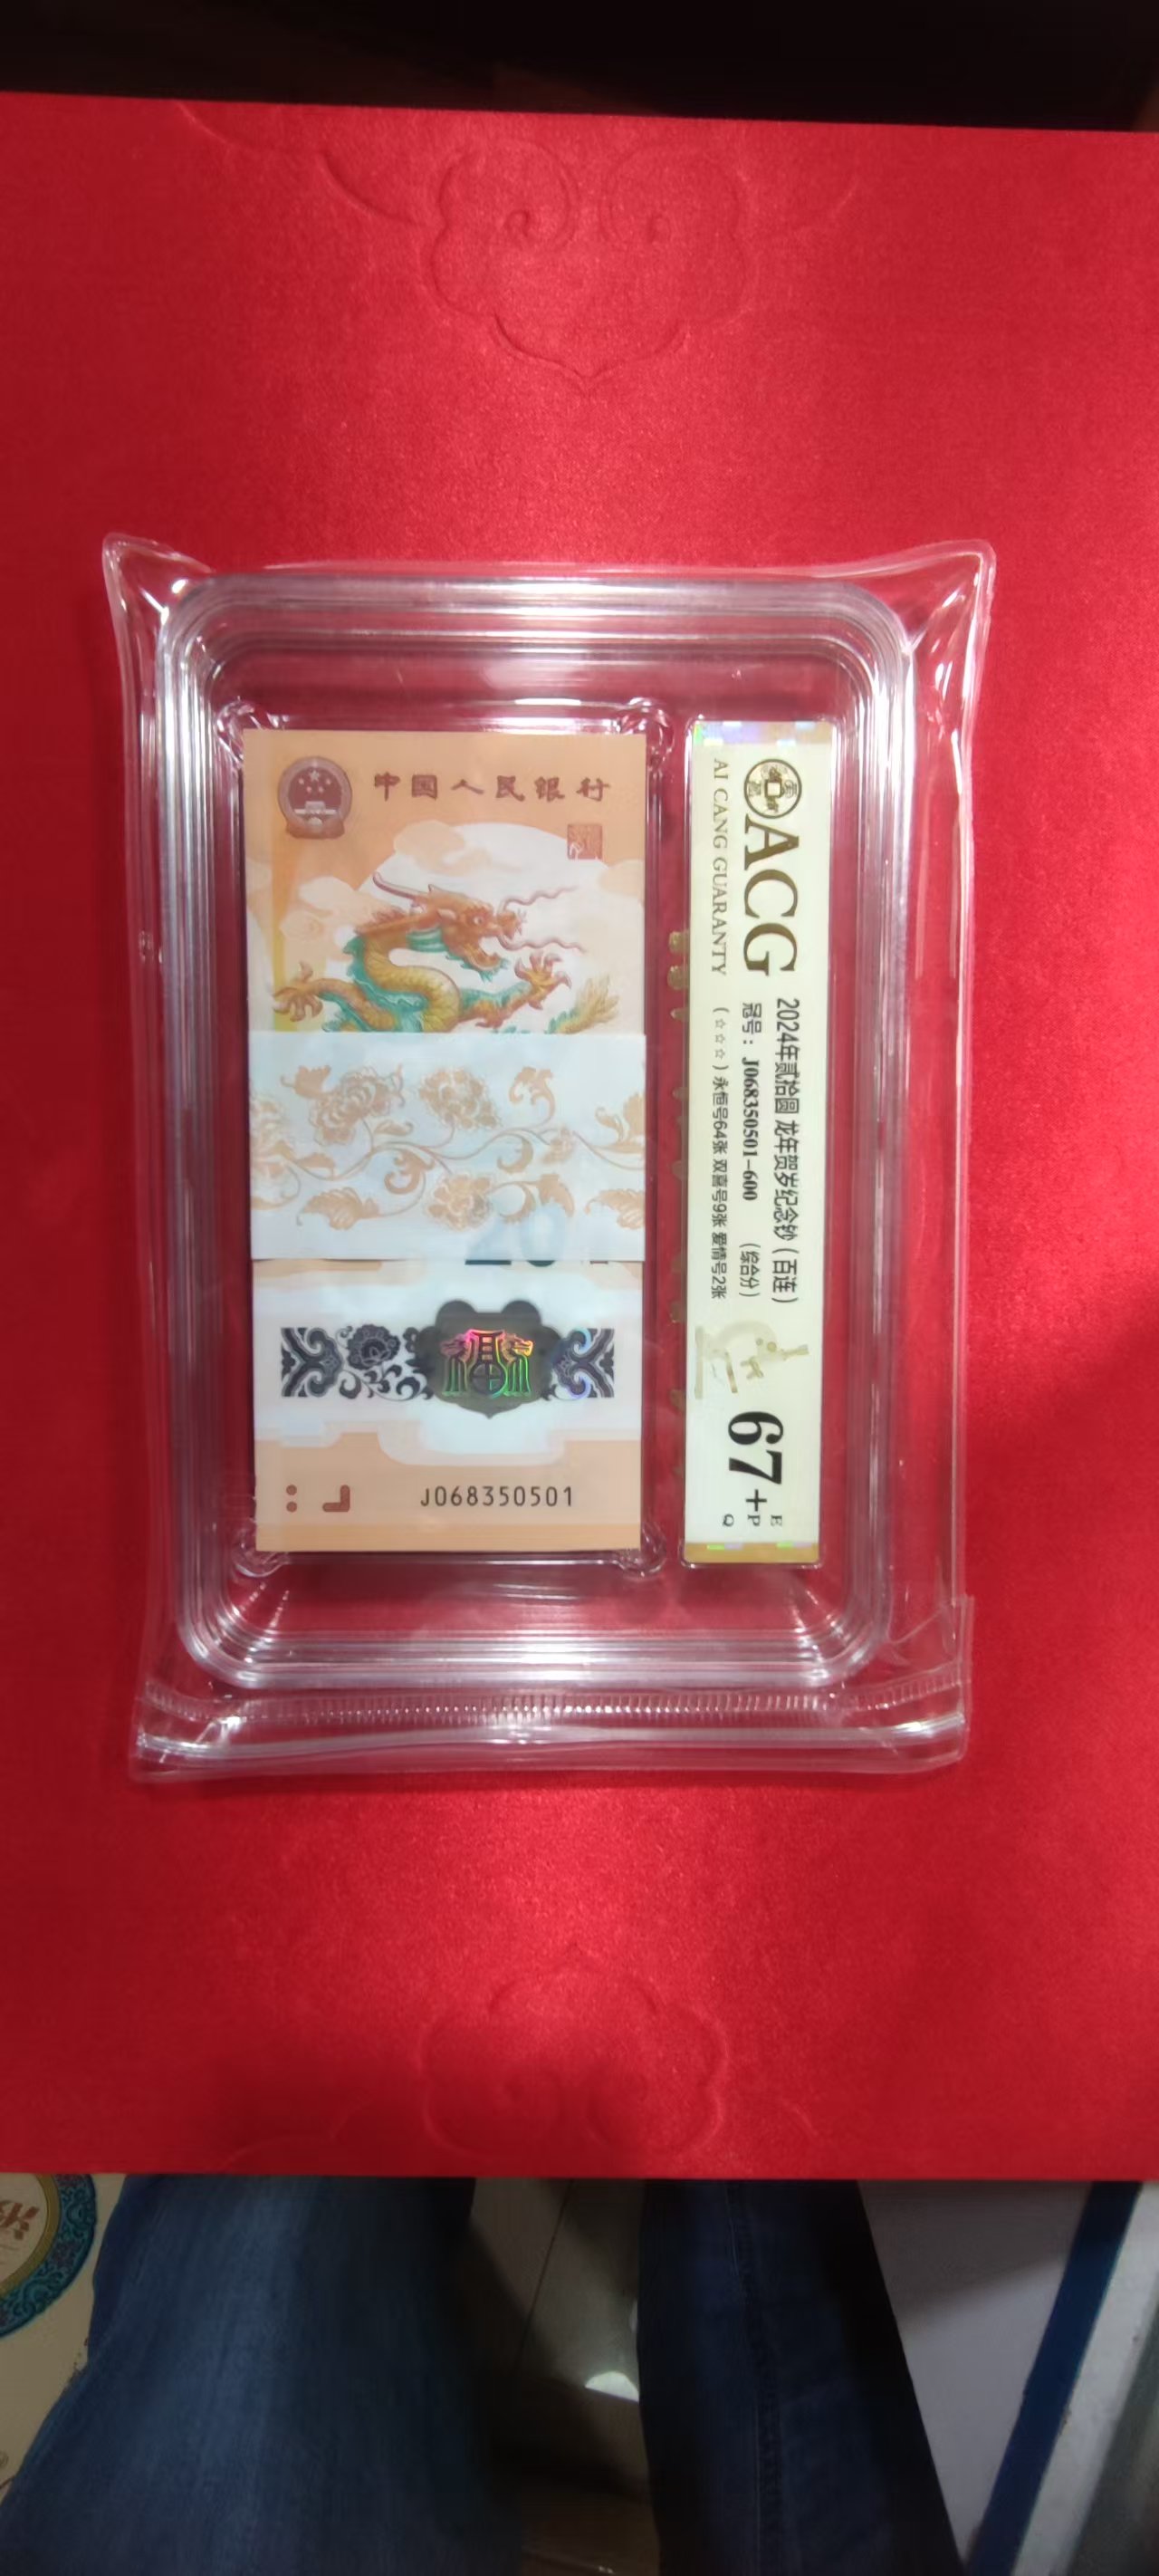 中国人民银行
20
福
J068350501
ACG
AI CANG GUARANTY
2024年贰拾圆 龙年贺岁纪念钞（百连）
冠号：J068350501-600 （综合分）
（☆☆☆）永恒号64张 双喜号9张 爱情号2张
67+
EPQ